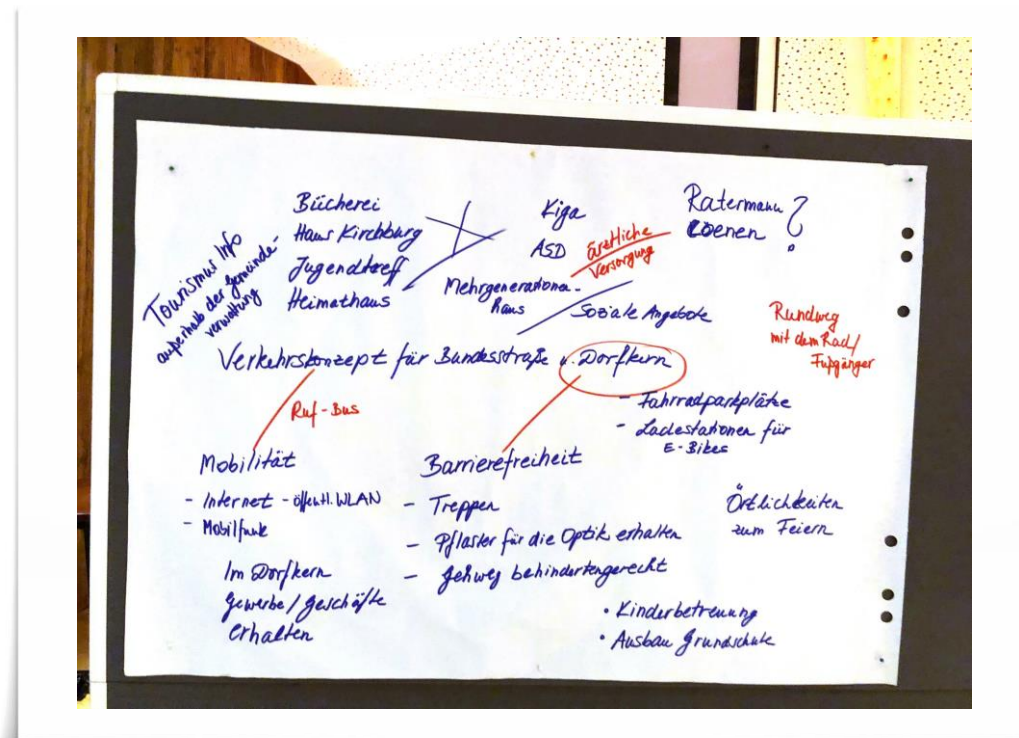 Tourismus Info
außerhalb der Gemeinde-
verwaltung
Bücherei
Haus Kirchburg
Jugendtreff
Heimathaus
Kiga
ASD
Mehrgenerationen-
haus
ärztliche
Versorgung
Soziale Angebote
Ratermann ?
Coenen
Rundweg
mit dem Rad/
Fußgänger
Verkehrskonzept für Bundesstraße u. Dorfkern
- Fahrradparkplätze
- Ladestationen für
E-Bikes
Ruf-Bus
Mobilität
- Internet - öffentl. WLAN
- Mobilfunk
Im Dorfkern
Gewerbe/Geschäfte
erhalten
Barrierefreiheit
- Treppen
- Pflaster für die Optik erhalten
- Gehweg behindertengerecht
Örtlichkeiten
zum Feiern
• Kinderbetreuung
• Ausbau Grundschule